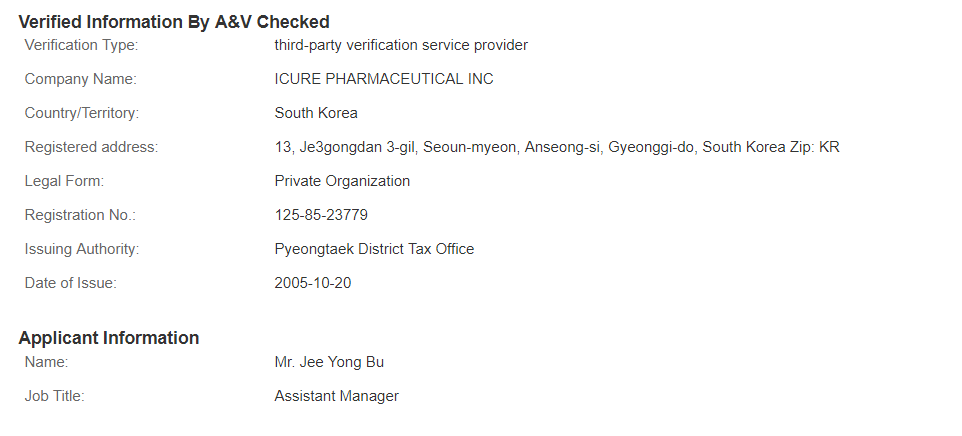 Verified Information By A&V Checked
Verification Type: third-party verification service provider
Company Name: ICURE PHARMACEUTICAL INC
Country/Territory: South Korea
Registered address: 13, Je3gongdan 3-gil, Seoun-myeon, Anseong-si, Gyeonggi-do, South Korea Zip: KR
Legal Form: Private Organization
Registration No.: 125-85-23779
Issuing Authority: Pyeongtaek District Tax Office
Date of Issue: 2005-10-20
Applicant Information
Name: Mr. Jee Yong Bu
Job Title: Assistant Manager